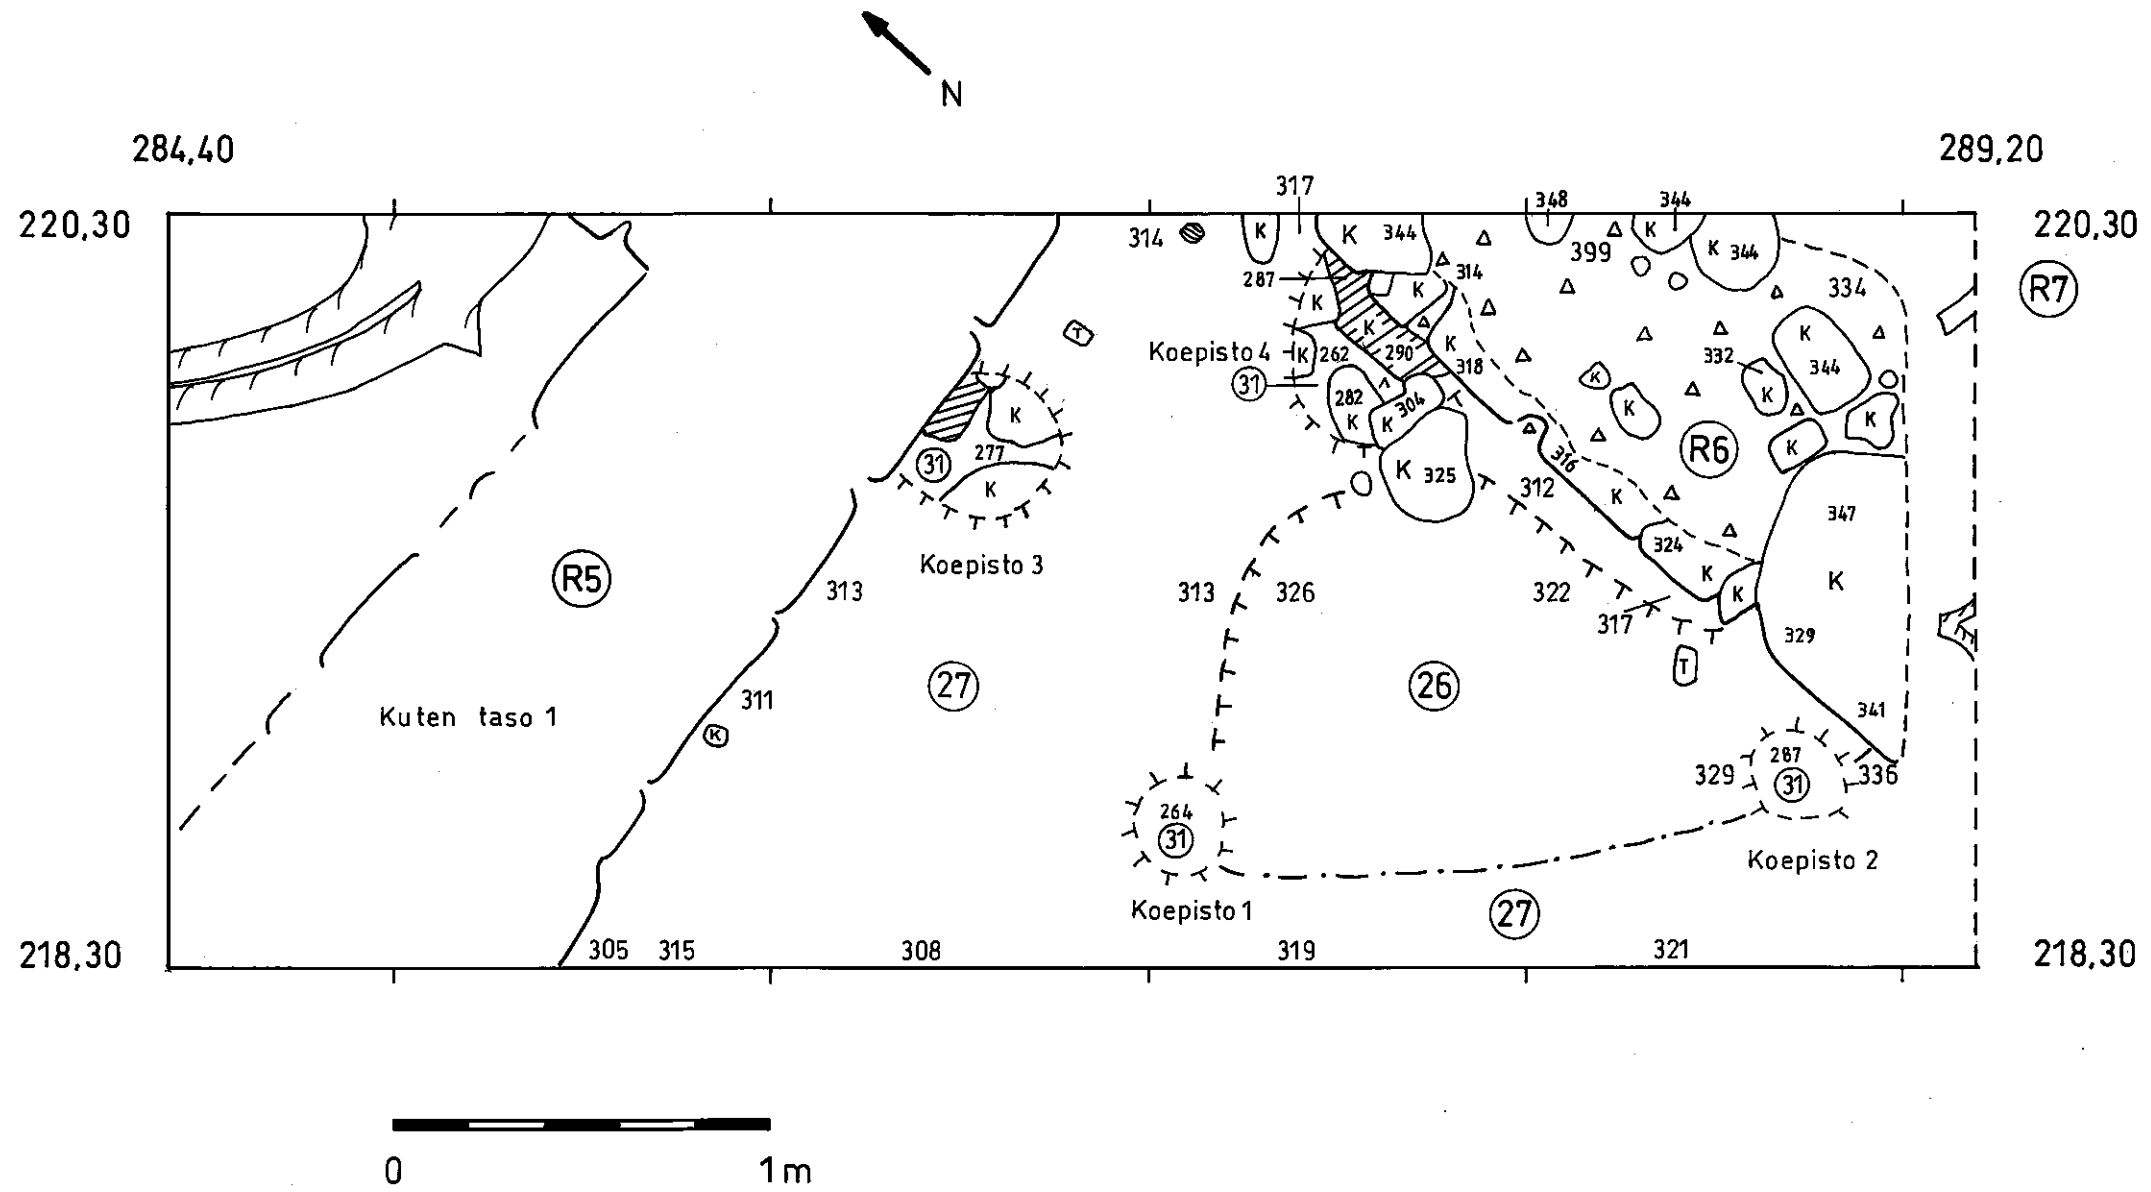 N
284,40
289,20
220,30
220,30
317
348
344
314
K
K
344
K
K
344
399
314
287
334
R7
K
K
T
Koepisto 4
K
262
K
290
K
318
332
K
344
31
282
K
K
304
K
K
K
K
K
277
31
K
K
325
316
312
R6
K
K
347
324
Koepisto 3
R5
313
313
326
322
317
K
K
K
329
T
27
26
Kuten taso 1
311
K
341
329
287
31
336
264
31
Koepisto 2
Koepisto 1
27
218,30
305
315
308
319
321
218,30
0
1m